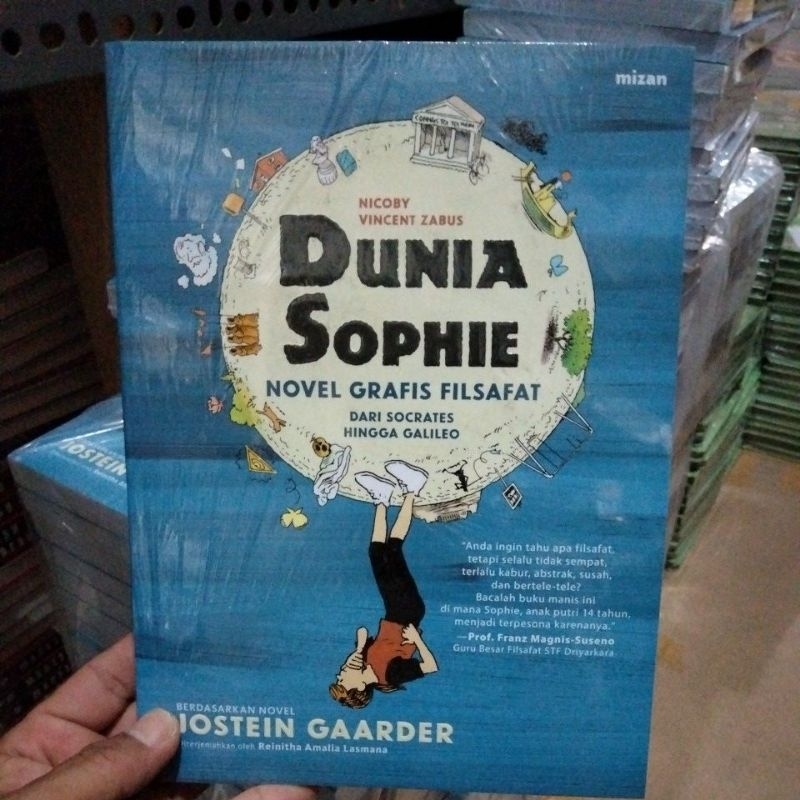 mizan
NICOBY
VINCENT ZABUS
DUNIA
SOPHIE
NOVEL GRAFIS FILSAFAT
DARI SOCRATES
HINGGA GALILEO
"Anda ingin tahu apa filsafat,
tetapi selalu tidak sempat,
terlalu kabur, abstrak, susah,
dan bertele-tele?
Bacalah buku manis ini
di mana Sophie, anak putri 14 tahun,
menjadi terpesona karenanya."
—Prof. Franz Magnis-Suseno
Guru Besar Filsafat STF Driyarkara
BERDASARKAN NOVEL
JOSTEIN GAARDER
Diterjemahkan oleh Reinitha Amalia Lasmana
JOSTEIN